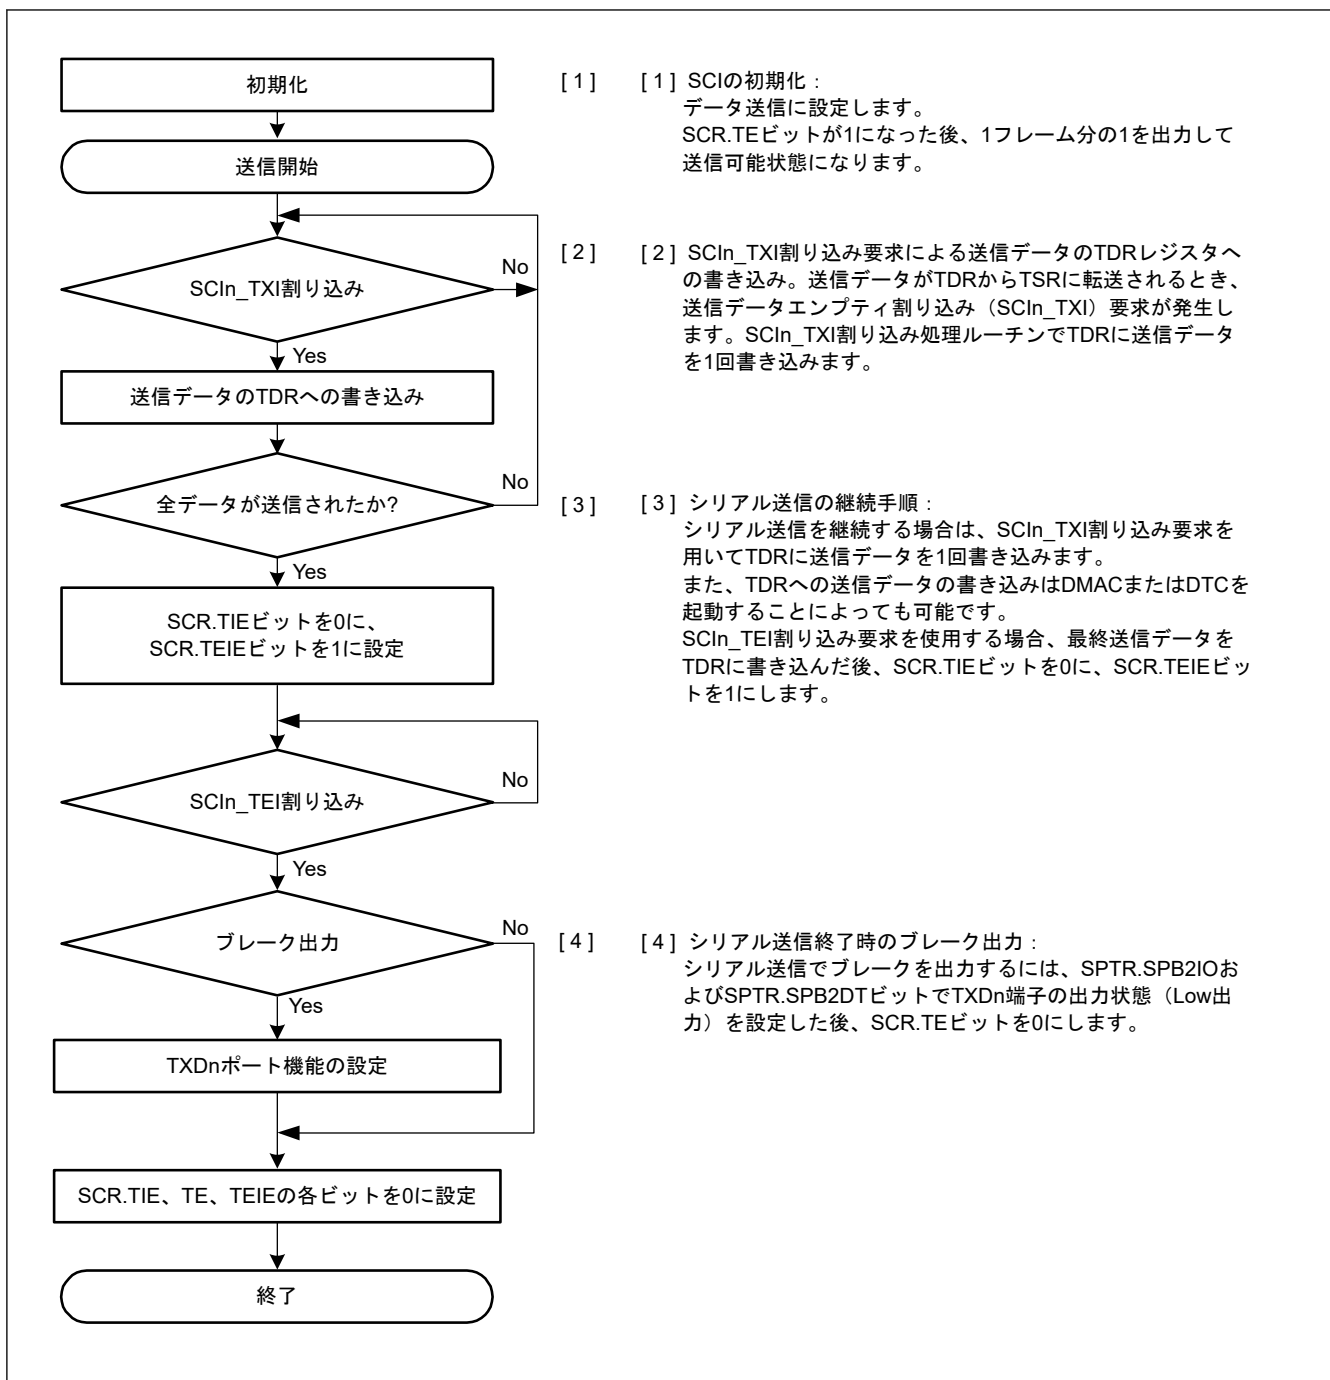 初期化
[ 1 ]
[ 1 ] SCIの初期化：
データ送信に設定します。
SCR.TEビットが1になった後、1フレーム分の1を出力して
送信可能状態になります。
送信開始
SCIn_TXI割り込み
No
Yes
[ 2 ]
[ 2 ] SCIn_TXI割り込み要求による送信データのTDRレジスタへ
の書き込み。送信データがTDRからTSRに転送されるとき、
送信データエンプティ割り込み（SCIn_TXI）要求が発生し
ます。SCIn_TXI割り込み処理ルーチンでTDRに送信データ
を1回書き込みます。
送信データのTDRへの書き込み
全データが送信されたか?
No
Yes
[ 3 ]
[ 3 ] シリアル送信の継続手順：
シリアル送信を継続する場合は、SCIn_TXI割り込み要求を
用いてTDRに送信データを1回書き込みます。
また、TDRへの送信データの書き込みはDMACまたはDTCを
起動することによっても可能です。
SCIn_TEI割り込み要求を使用する場合、最終送信データを
TDRに書き込んだ後、SCR.TIEビットを0に、SCR.TEIEビッ
トを1にします。
SCR.TIEビットを0に、
SCR.TEIEビットを1に設定
SCIn_TEI割り込み
No
Yes
ブレーク出力
No
Yes
[ 4 ]
[ 4 ] シリアル送信終了時のブレーク出力：
シリアル送信でブレークを出力するには、SPTR.SPB2IOお
よびSPTR.SPB2DTビットでTXDn端子の出力状態（Low出
力）を設定した後、SCR.TEビットを0にします。
TXDnポート機能の設定
SCR.TIE、TE、TEIEの各ビットを0に設定
終了